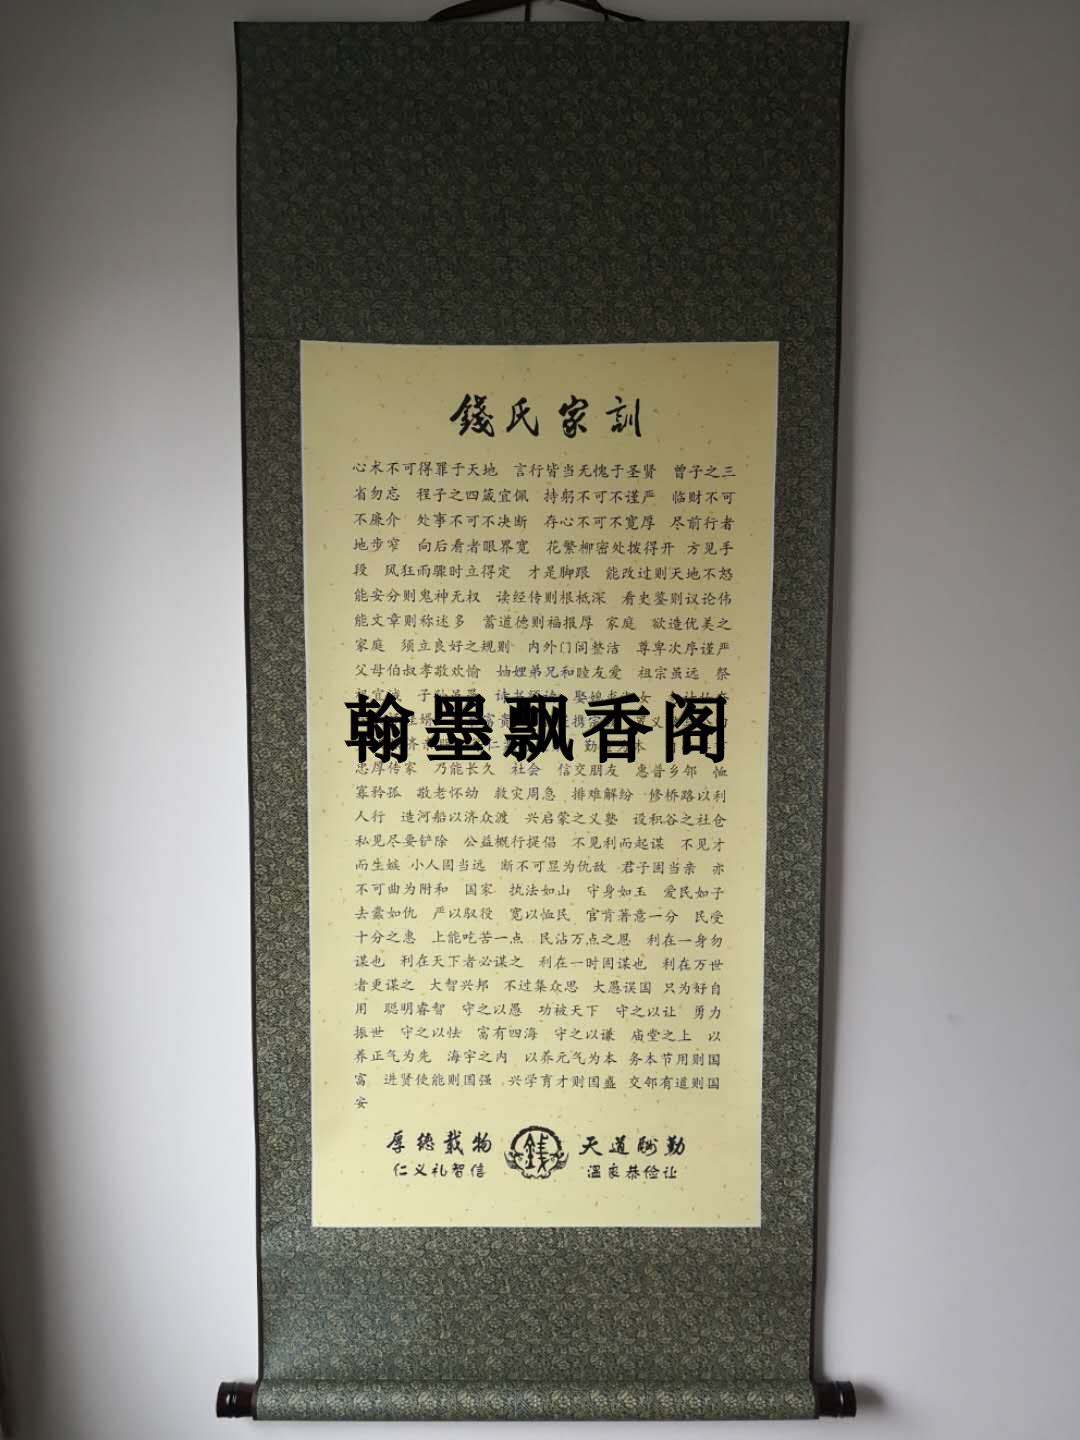 錢氏家訓
心术不可得罪于天地 言行皆当无愧于圣贤 曾子之三
省勿忘 程子之四箴宜佩 持躬不可不谨严 临财不可
不廉介 处事不可不决断 存心不可不宽厚 尽前行者
地步窄 向后看者眼界宽 花繁柳密处拨得开 方见手
段 风狂雨骤时立得定 才是脚跟 能改过则天地不怒
能安分则鬼神无权 读经传则根柢深 看史鉴则议论伟
能文章则称述多 蓄道德则福报厚 家庭 欲造优美之
家庭 须立良好之规则 内外门闾整洁 尊卑次序谨严
父母伯叔孝敬欢愉 妯娌弟兄和睦友爱 祖宗虽远 祭
翰墨飘香阁
忠厚传家 乃能长久 社会 信交朋友 惠普乡邻 恤
寡矜孤 敬老怀幼 救灾周急 排难解纷 修桥路以利
人行 造河船以济众渡 兴启蒙之义塾 设积谷之社仓
私见尽要铲除 公益概行提倡 不见利而起谋 不见才
而生嫉 小人固当远 断不可显为仇敌 君子固当亲 亦
不可曲为附和 国家 执法如山 守身如玉 爱民如子
去蠹如仇 严以驭役 宽以恤民 官肯著意一分 民受
十分之惠 上能吃苦一点 民沾万点之恩 利在一身勿
谋也 利在天下者必谋之 利在一时固谋也 利在万世
者更谋之 大智兴邦 不过集众思 大愚误国 只为好自
用 聪明睿智 守之以愚 功被天下 守之以让 勇力
振世 守之以怯 富有四海 守之以谦 庙堂之上 以
养正气为先 海宇之内 以养元气为本 务本节用则国
富 进贤使能则国强 兴学育才则国盛 交邻有道则国
安
厚德载物 錢 天道酬勤
仁义礼智信 温良恭俭让